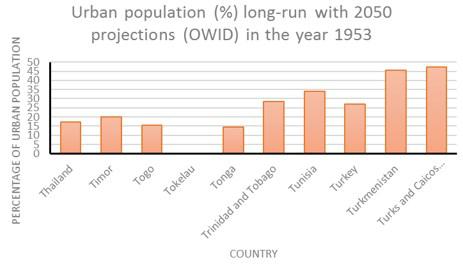 Urban population (%) long-run with 2050
projections (OWID) in the year 1953
PERCENTAGE OF URBAN POPULATION
50
45
40
35
30
25
20
15
10
5
0
Thailand
Timor
Togo
Tokelau
Tonga
Trinidad and Tobago
Tunisia
Turkey
Turkmenistan
Turks and Caicos...
COUNTRY